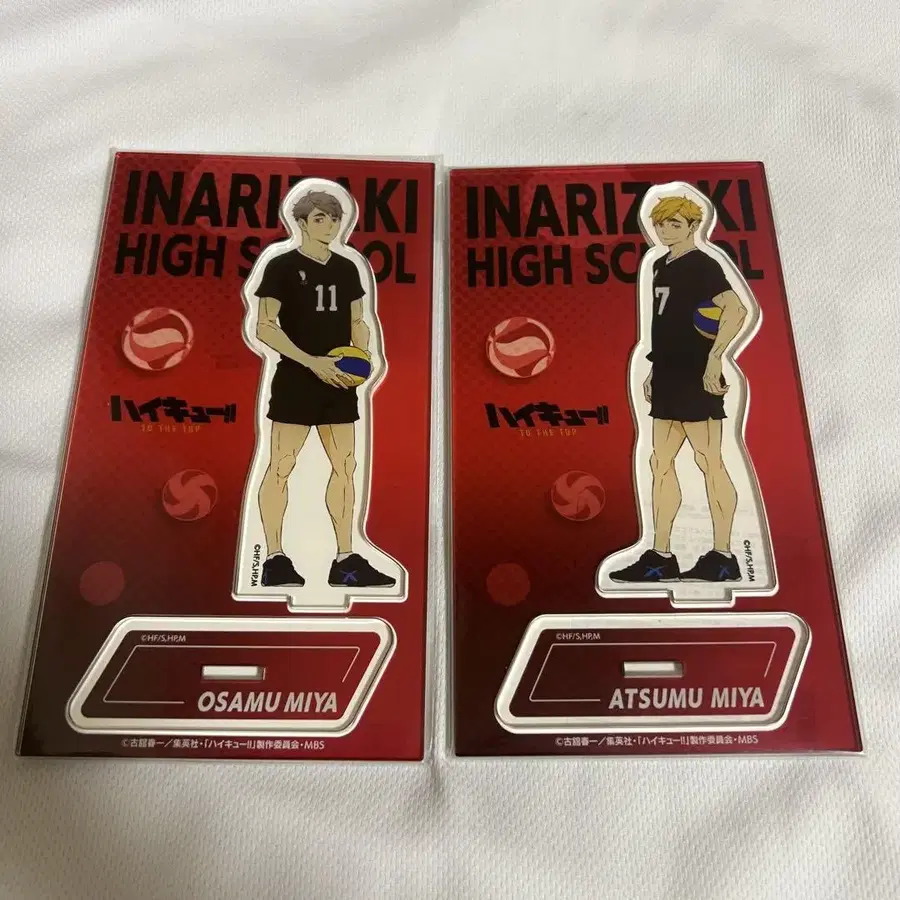 INARIZAKI
HIGH SCHOOL
11
ハイキュー!!
TO THE TOP
©HF/S,HP,M
©HF/S,HP,M
OSAMU MIYA
©古舘春一／集英社・「ハイキュー!!」製作委員会・MBS
INARIZAKI
HIGH SCHOOL
7
ハイキュー!!
TO THE TOP
©HF/S,HP,M
©HF/S,HP,M
ATSUMU MIYA
©古舘春一／集英社・「ハイキュー!!」製作委員会・MBS